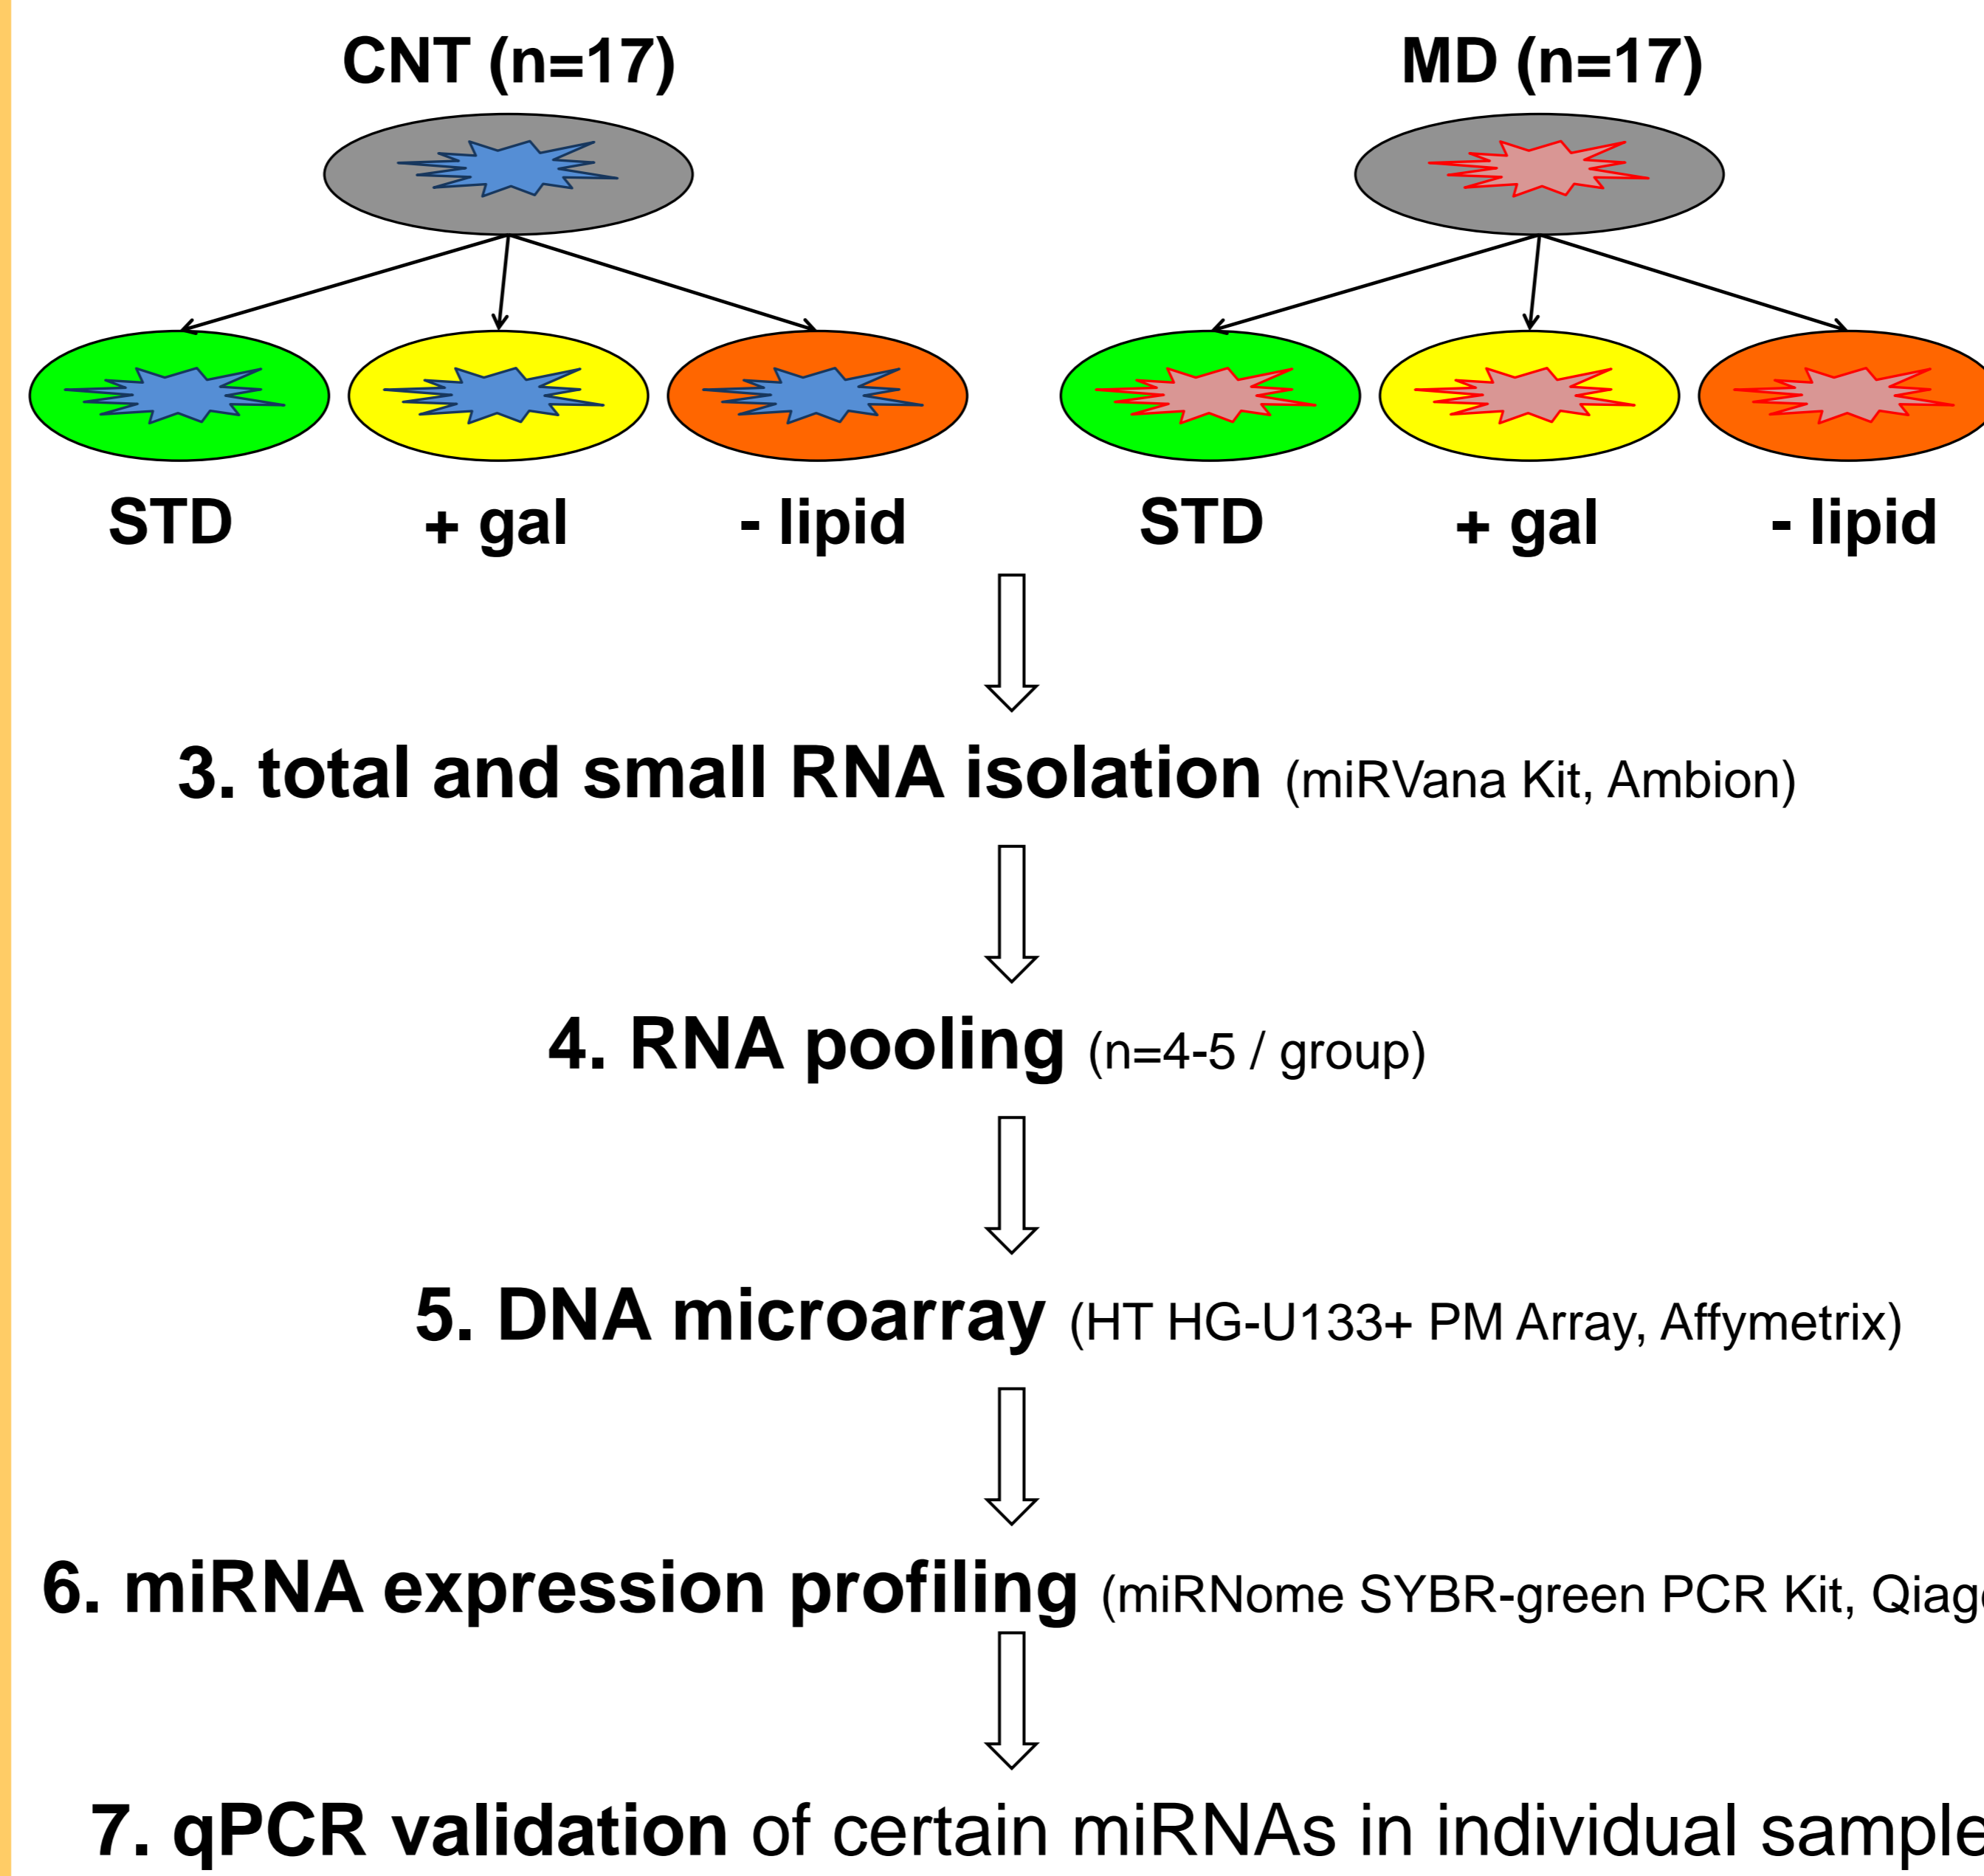 CNT (n=17) MD (n=17)
STD + gal - lipid STD + gal - lipid
3. total and small RNA isolation (miRVana Kit, Ambion)
4. RNA pooling (n=4-5 / group)
5. DNA microarray (HT HG-U133+ PM Array, Affymetrix)
6. miRNA expression profiling (miRNome SYBR-green PCR Kit,
7. qPCR validation of certain miRNAs in individual sample